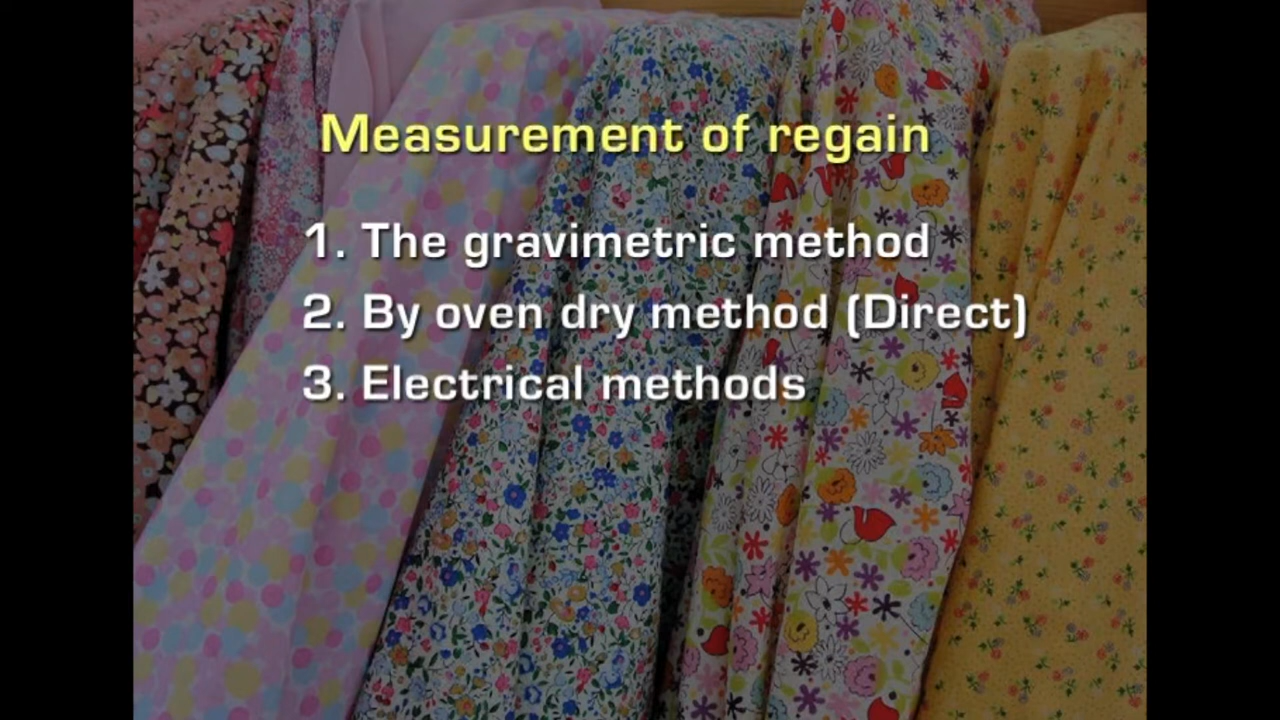 Measurement of regain
1. The gravimetric method
2. By oven dry method (Direct)
3. Electrical methods